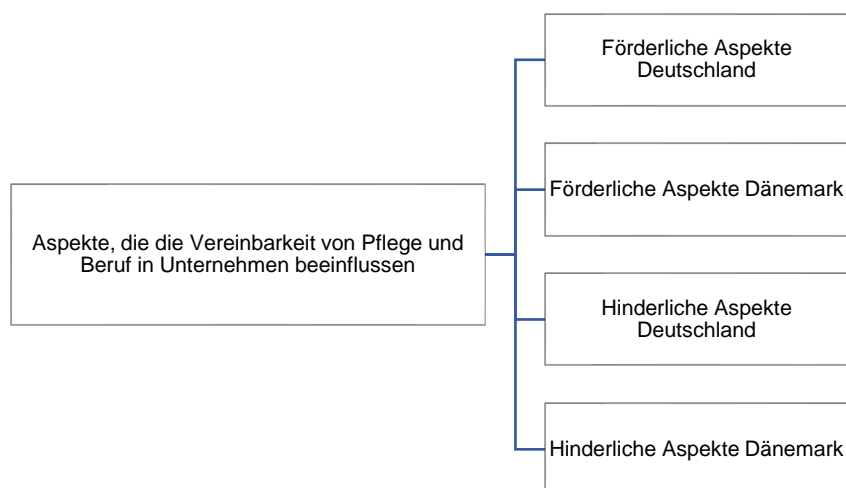 Förderliche Aspekte
Deutschland
Förderliche Aspekte Dänemark
Aspekte, die die Vereinbarkeit von Pflege und
Beruf in Unternehmen beeinflussen
Hinderliche Aspekte
Deutschland
Hinderliche Aspekte Dänemark